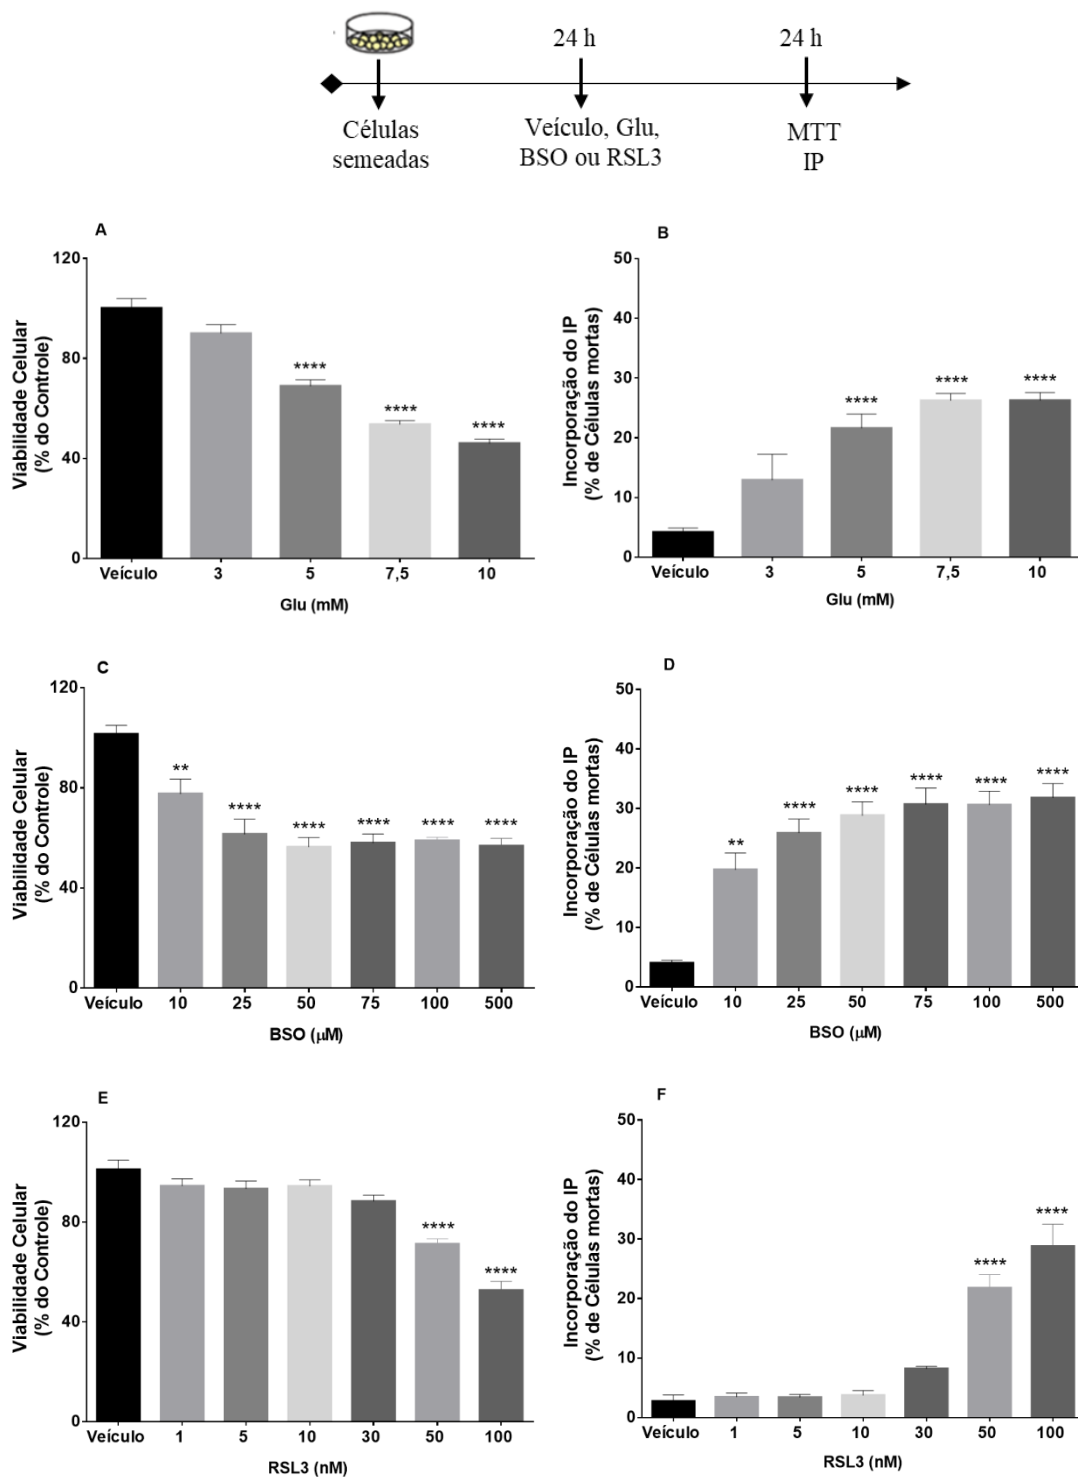 24 h
24 h
Células
semeadas
Veículo, Glu,
BSO ou RSL3
MTT
IP
A
Viabilidade Celular
(% do Controle)
120
80
40
0
****
****
****
Veículo 3 5 7,5 10
Glu (mM)
B
Incorporação do IP
(% de Células mortas)
50
40
30
20
10
0
****
****
****
Veículo 3 5 7,5 10
Glu (mM)
C
Viabilidade Celular
(% do Controle)
120
80
40
0
**
****
****
****
****
****
Veículo 10 25 50 75 100 500
BSO (μM)
D
Incorporação do IP
(% de Células mortas)
50
40
30
20
10
0
**
****
****
****
****
****
Veículo 10 25 50 75 100 500
BSO (μM)
E
Viabilidade Celular
(% do Controle)
120
80
40
0
****
****
Veículo 1 5 10 30 50 100
RSL3 (nM)
F
Incorporação do IP
(% de Células mortas)
50
40
30
20
10
0
****
****
Veículo 1 5 10 30 50 100
RSL3 (nM)